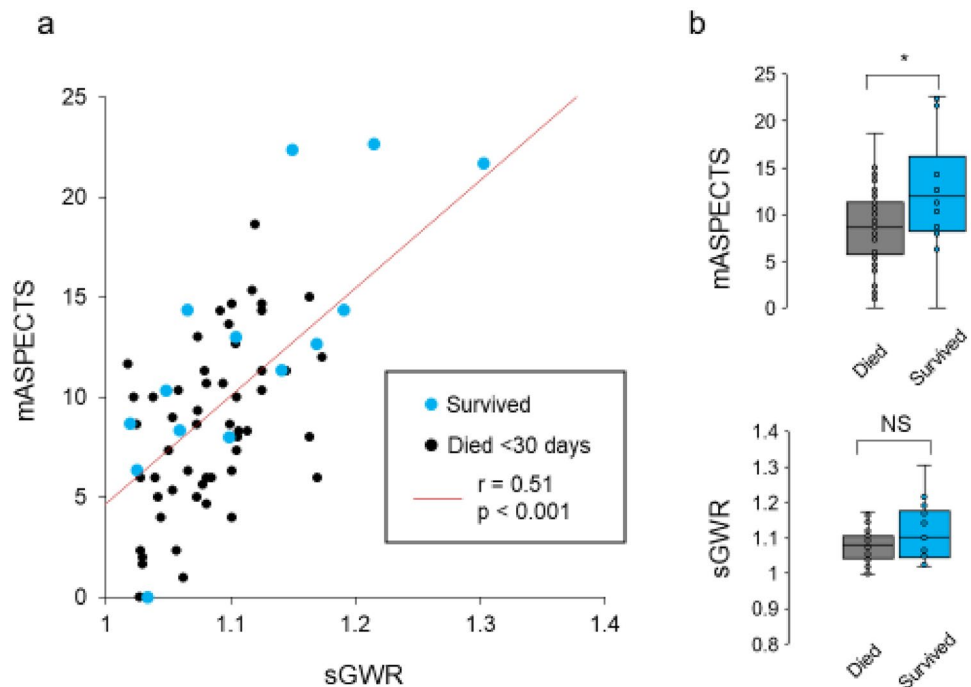 a
25
20
15
10
5
0
mASPECTS
1
1.1
1.2
1.3
1.4
sGWR
Survived
Died <30 days
r = 0.51
p < 0.001
b
*
25
20
15
10
5
0
mASPECTS
Died
Survived
NS
1.4
1.3
1.2
1.1
1
0.9
0.8
sGWR
Died
Survived